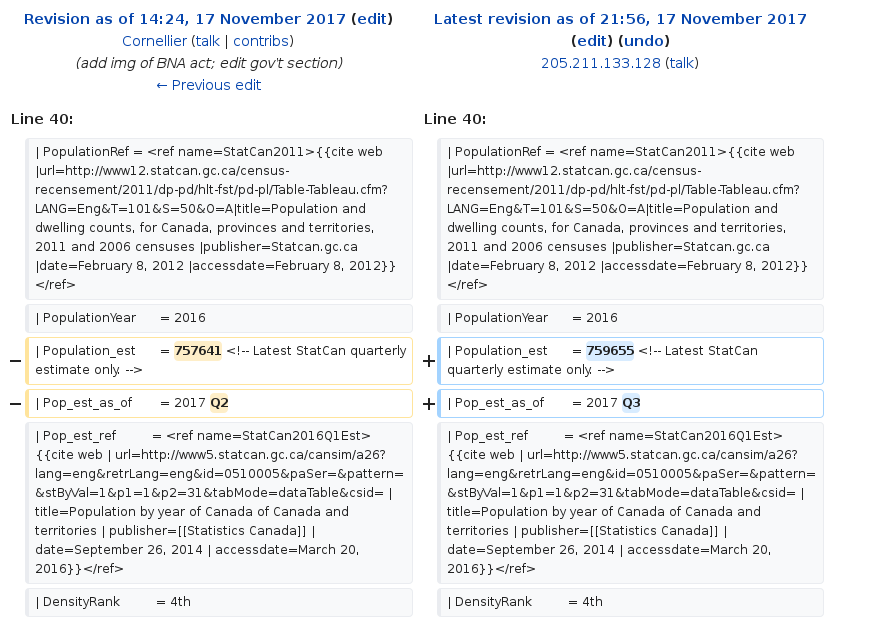 Revision as of 14:24, 17 November 2017 (edit)
Cornellier (talk | contribs)
(add img of BNA act; edit gov't section)
← Previous edit
Latest revision as of 21:56, 17 November 2017
(edit) (undo)
205.211.133.128 (talk)
Line 40:
Line 40:
| PopulationRef = <ref name=StatCan2011>{{cite web
|url=http://www12.statcan.gc.ca/census-
recensement/2011/dp-pd/hlt-fst/pd-pl/Table-Tableau.cfm?
LANG=Eng&T=101&S=50&O=A|title=Population and
dwelling counts, for Canada, provinces and territories,
2011 and 2006 censuses |publisher=Statcan.gc.ca
|date=February 8, 2012 |accessdate=February 8, 2012}}
</ref>
| PopulationRef = <ref name=StatCan2011>{{cite web
|url=http://www12.statcan.gc.ca/census-
recensement/2011/dp-pd/hlt-fst/pd-pl/Table-Tableau.cfm?
LANG=Eng&T=101&S=50&O=A|title=Population and
dwelling counts, for Canada, provinces and territories,
2011 and 2006 censuses |publisher=Statcan.gc.ca
|date=February 8, 2012 |accessdate=February 8, 2012}}
</ref>
| PopulationYear = 2016
| PopulationYear = 2016
− | Population_est = 757641 <!-- Latest StatCan quarterly
estimate only. -->
+ | Population_est = 759655 <!-- Latest StatCan
quarterly estimate only. -->
− | Pop_est_as_of = 2017 Q2
+ | Pop_est_as_of = 2017 Q3
| Pop_est_ref = <ref name=StatCan2016Q1Est>
{{cite web | url=http://www5.statcan.gc.ca/cansim/a26?
lang=eng&retrLang=eng&id=0510005&paSer=&pattern=
&stByVal=1&p1=1&p2=31&tabMode=dataTable&csid= |
title=Population by year of Canada of Canada and
territories | publisher=[[Statistics Canada]] |
date=September 26, 2014 | accessdate=March 20,
2016}}</ref>
| Pop_est_ref = <ref name=StatCan2016Q1Est>
{{cite web | url=http://www5.statcan.gc.ca/cansim/a26?
lang=eng&retrLang=eng&id=0510005&paSer=&pattern=
&stByVal=1&p1=1&p2=31&tabMode=dataTable&csid= |
title=Population by year of Canada of Canada and
territories | publisher=[[Statistics Canada]] |
date=September 26, 2014 | accessdate=March 20,
2016}}</ref>
| DensityRank = 4th
| DensityRank = 4th